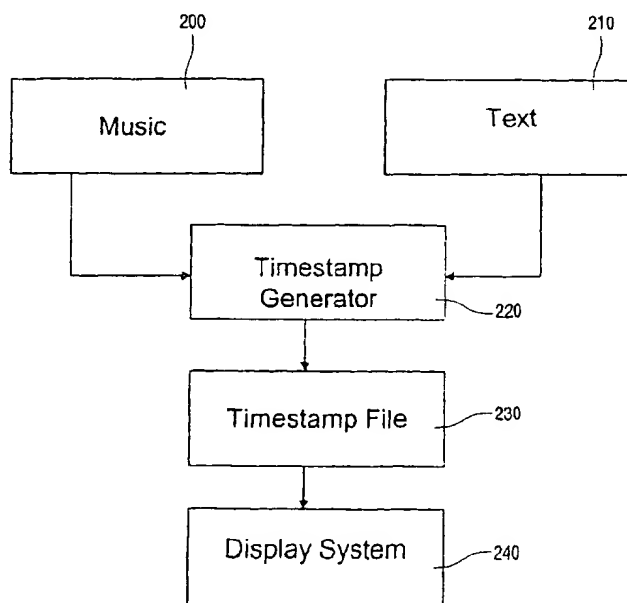 200
210
Music
Text
Timestamp
Generator
220
Timestamp File
230
Display System
240